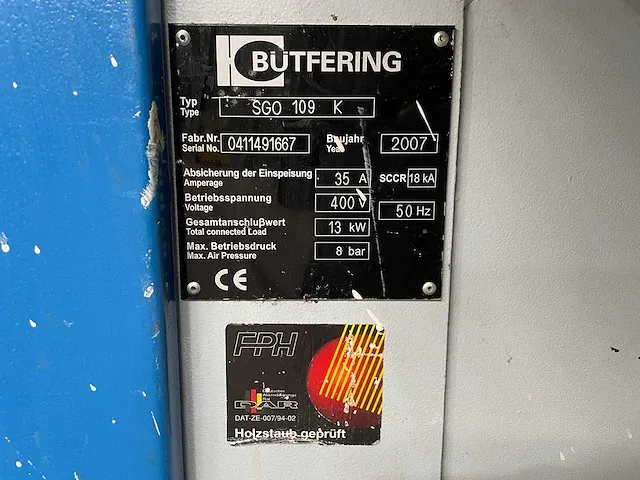 BÜTFERING
Typ
Type
SGO 109 K
Fabr.Nr.
Serial No.
0411491667
Baujahr
Year
2007
Absicherung der Einspeisung
Amperage
35 A
SCCR
18 kA
Betriebsspannung
Voltage
400 V
50 Hz
Gesamtanschlußwert
Total connected Load
13 kW
Max. Betriebsdruck
Max. Air Pressure
8 bar
CE
FPH
DAR
DAT-ZE-007/94-02
Holzstaub geprüft